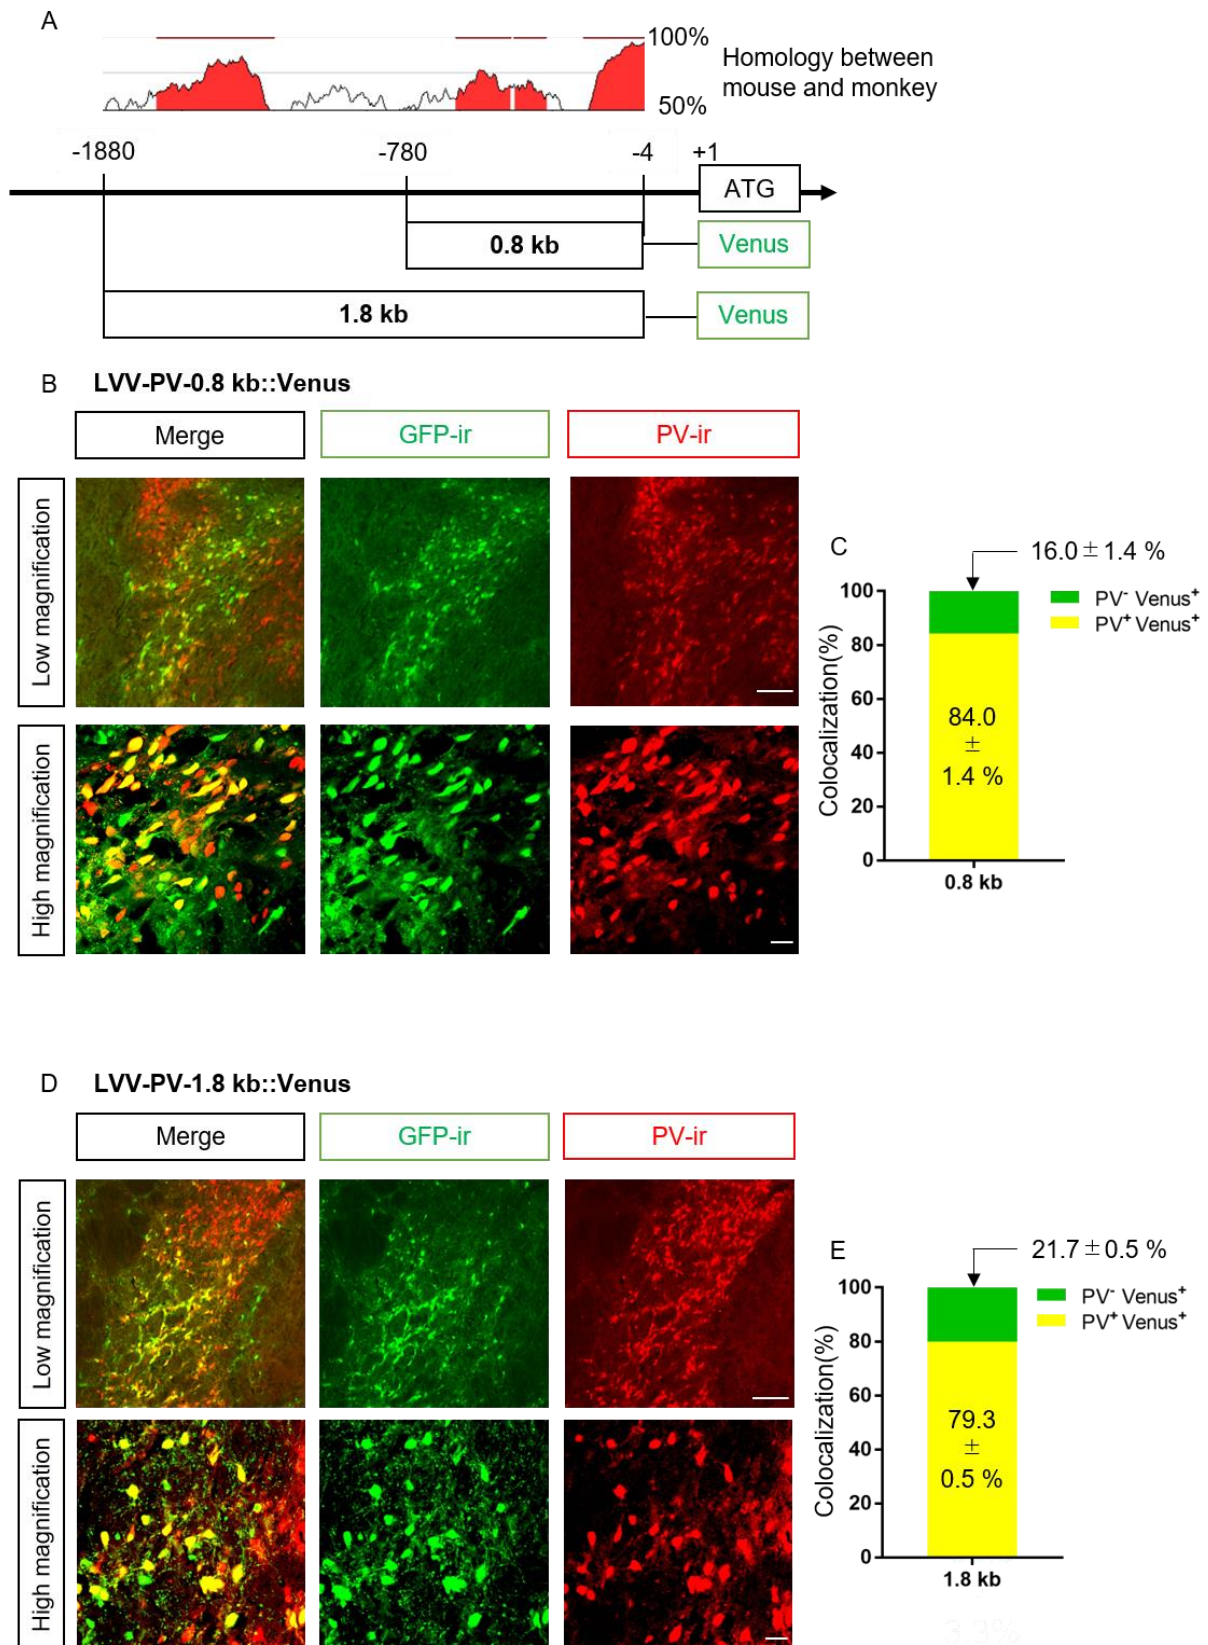 A
100%
Homology between
mouse and monkey
50%
-1880
-780
-4
+1
ATG
0.8 kb
Venus
1.8 kb
Venus
B
LVV-PV-0.8 kb::Venus
Merge
GFP-ir
PV-ir
Low magnification
High magnification
C
16.0 ± 1.4 %
PV- Venus+
PV+ Venus+
Colocalization(%)
100
80
60
40
20
0
84.0
±
1.4 %
0.8 kb
D
LVV-PV-1.8 kb::Venus
Merge
GFP-ir
PV-ir
Low magnification
High magnification
E
21.7 ± 0.5 %
PV- Venus+
PV+ Venus+
Colocalization(%)
100
80
60
40
20
0
79.3
±
0.5 %
1.8 kb
3.3%